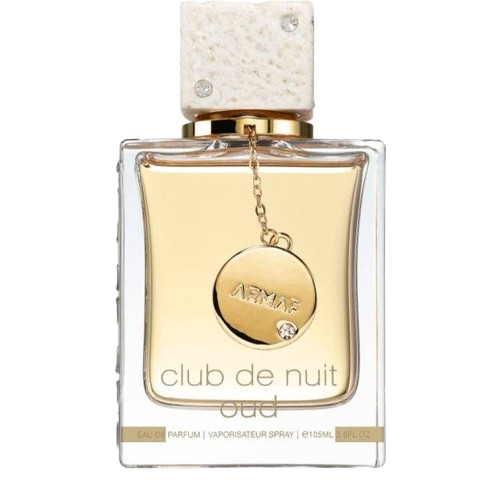 ARMAF
club de nuit
oud
EAU DE PARFUM | VAPORISATEUR SPRAY | ℮105ML 3.6FL OZ